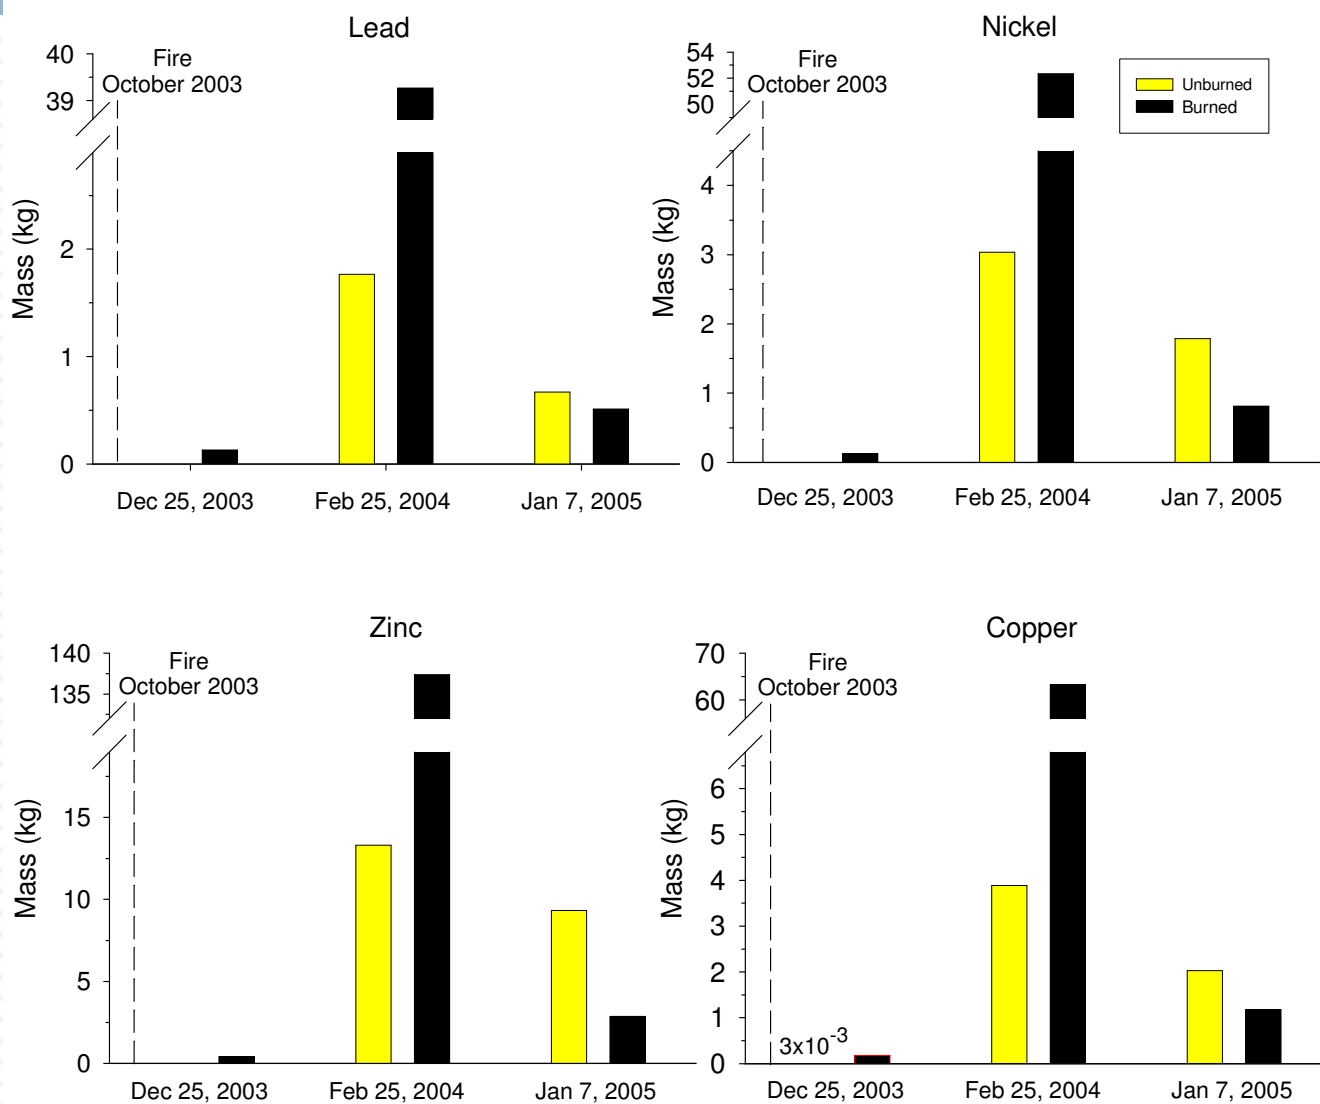 Lead
40
39
2
1
0
Mass (kg)
Fire
October 2003
Dec 25, 2003
Feb 25, 2004
Jan 7, 2005
Nickel
54
52
50
4
3
2
1
0
Mass (kg)
Fire
October 2003
Unburned
Burned
Dec 25, 2003
Feb 25, 2004
Jan 7, 2005
Zinc
140
135
15
10
5
0
Mass (kg)
Fire
October 2003
Dec 25, 2003
Feb 25, 2004
Jan 7, 2005
Copper
70
60
6
5
4
3
2
1
0
Mass (kg)
Fire
October 2003
3x10⁻³
Dec 25, 2003
Feb 25, 2004
Jan 7, 2005